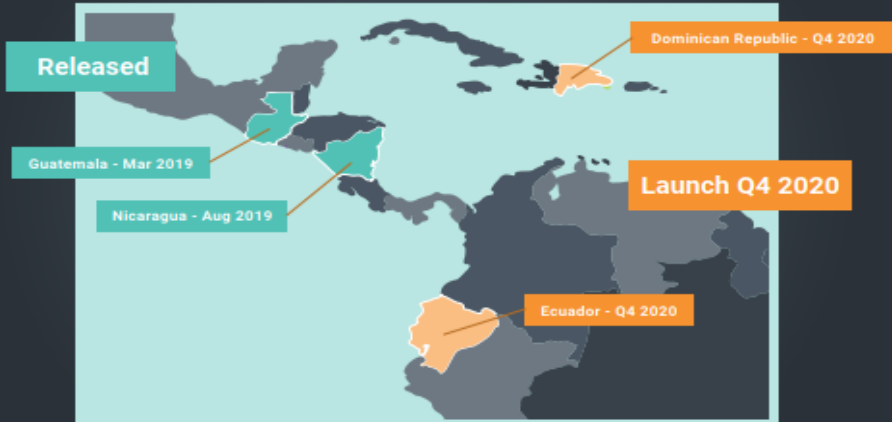 Dominican Republic - Q4 2020
Released
Guatemala - Mar 2019
Launch Q4 2020
Nicaragua - Aug 2019
Ecuador - Q4 2020